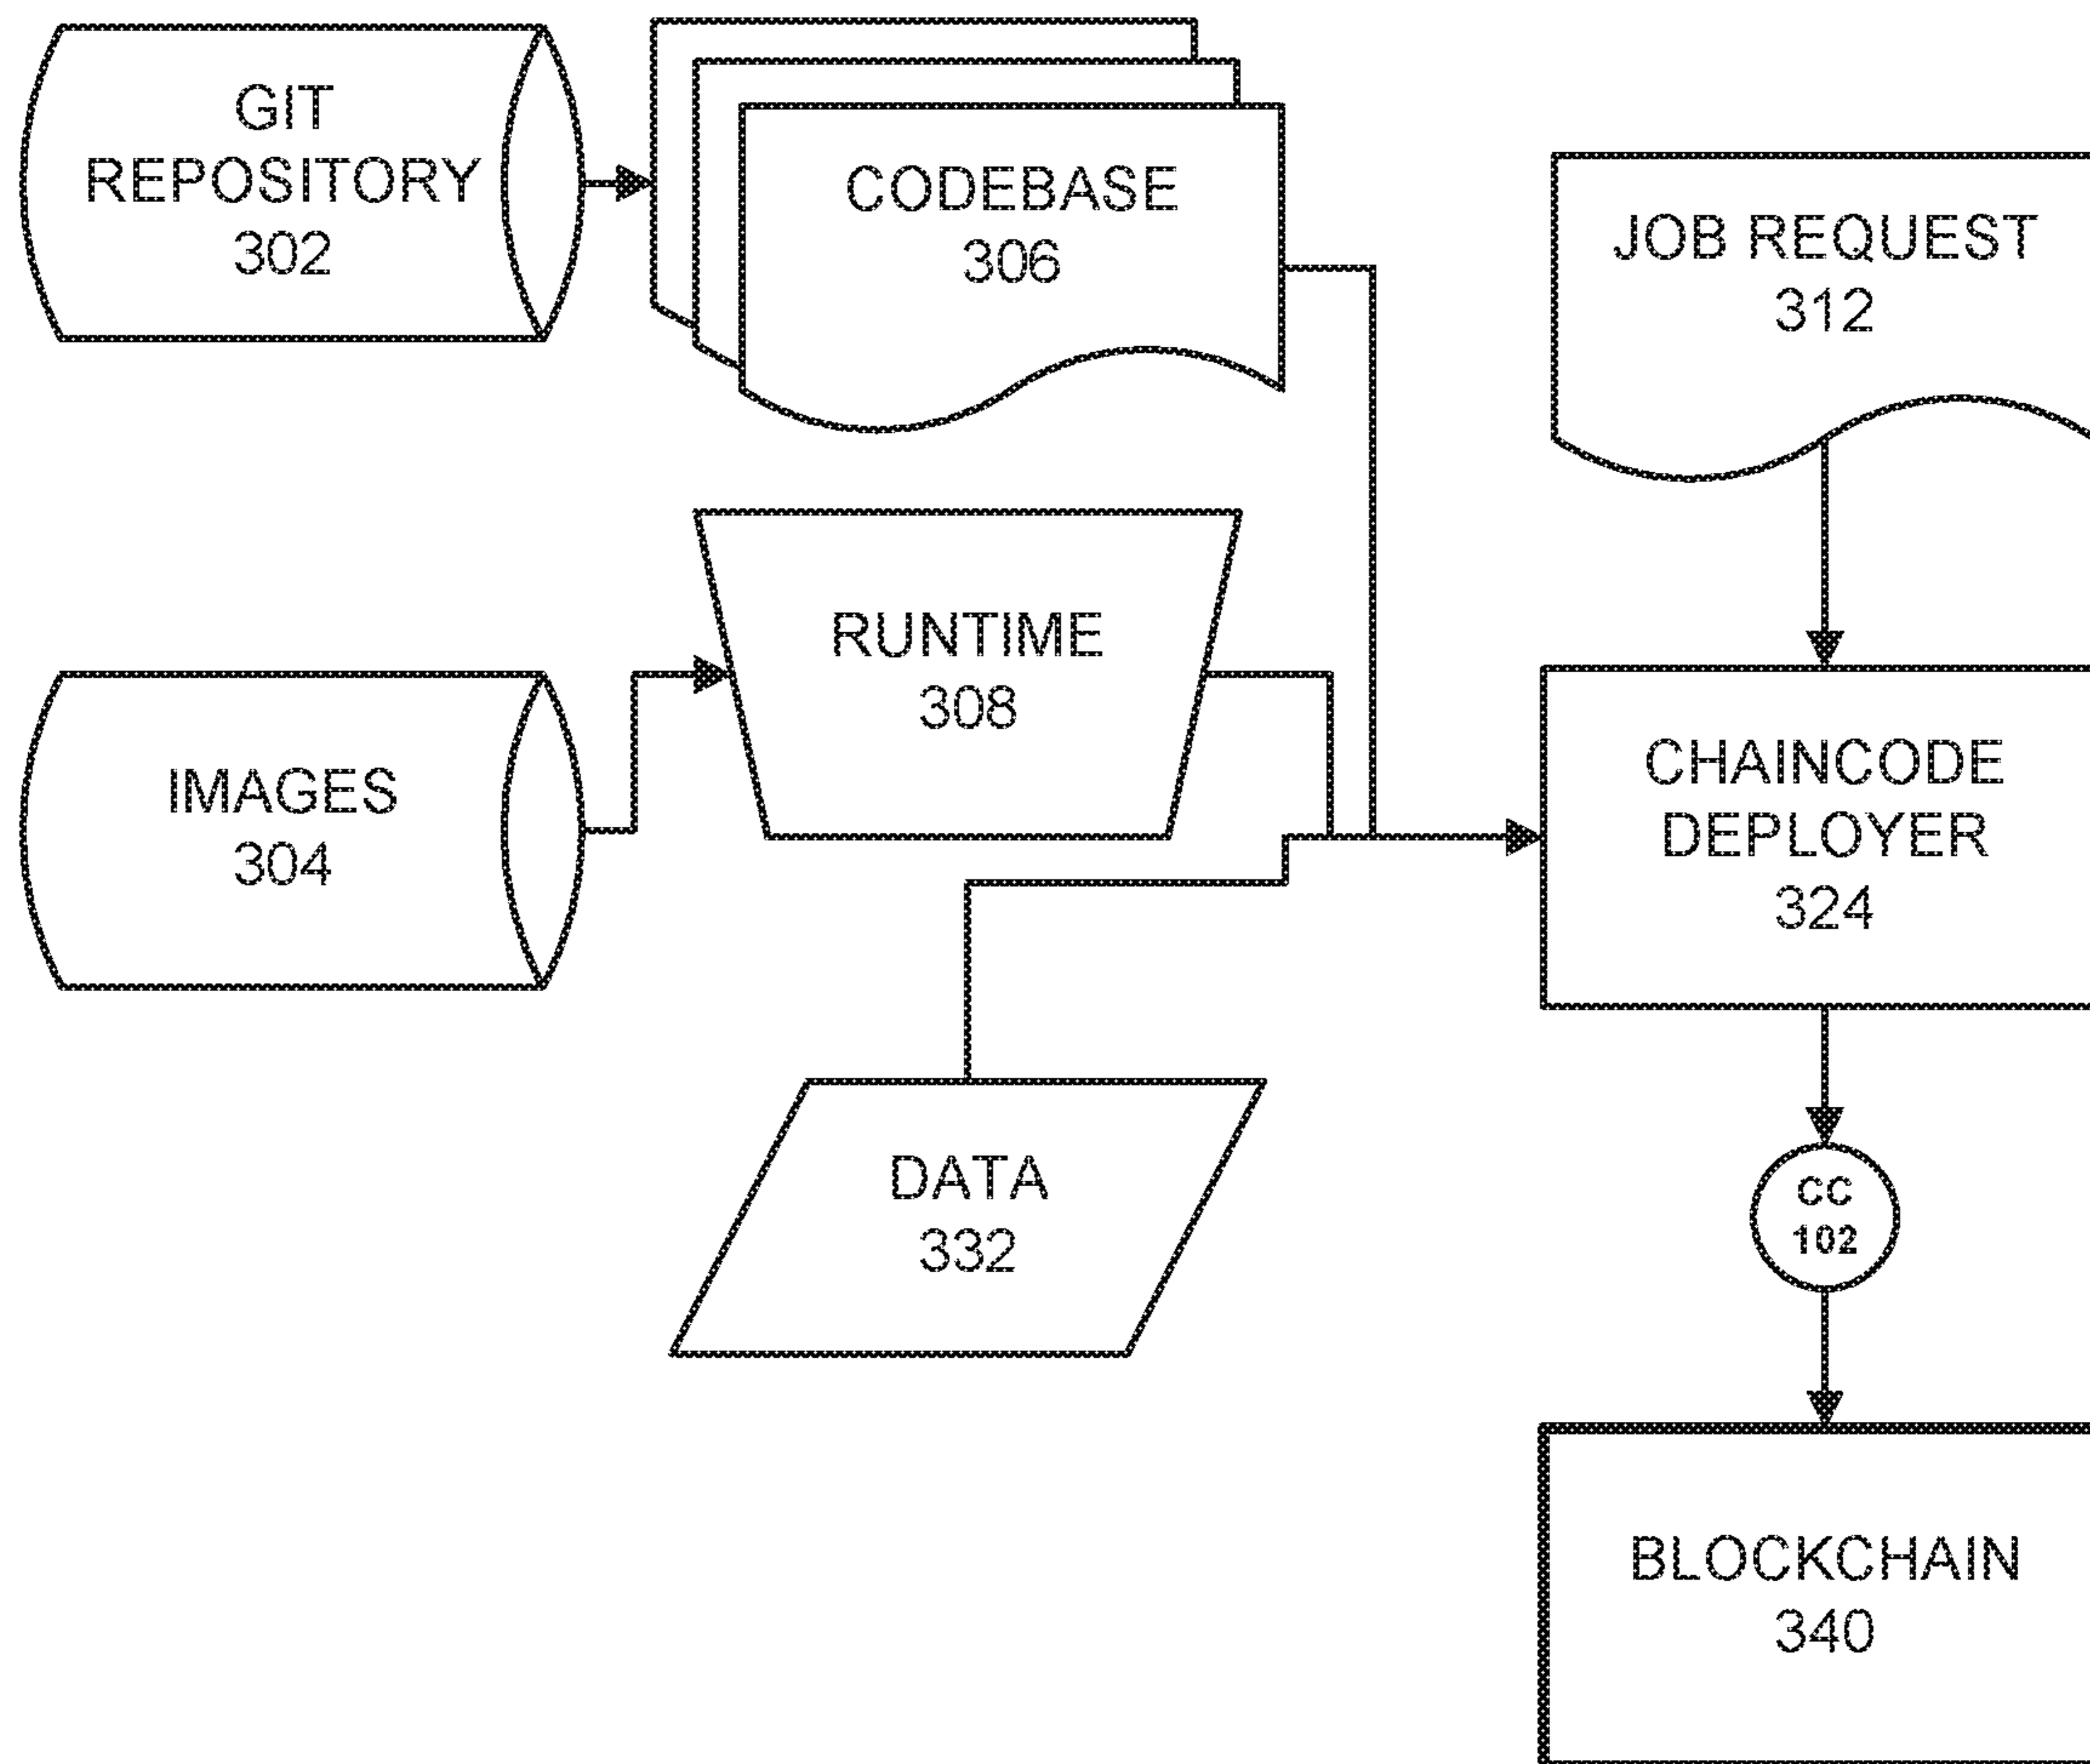 GIT
REPOSITORY
302
CODEBASE
306
JOB REQUEST
312
RUNTIME
308
IMAGES
304
CHAINCODE
DEPLOYER
324
DATA
332
CC
102
BLOCKCHAIN
340